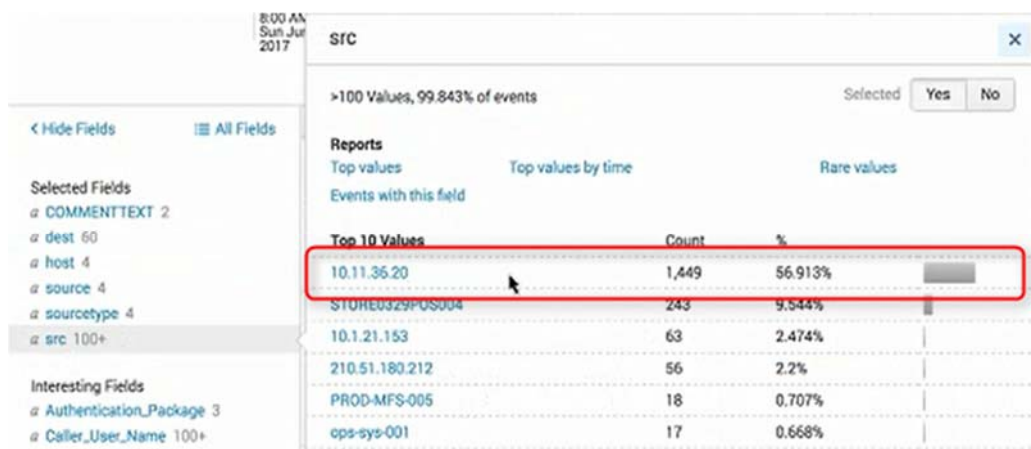 8:00 AM
Sun Jun
2017
src
>100 Values, 99.843% of events
Selected Yes No
< Hide Fields All Fields
Reports
Top values Top values by time Rare values
Events with this field
Selected Fields
a COMMENTTEXT 2
a dest 60
a host 4
a source 4
a sourcetype 4
a src 100+
Interesting Fields
a Authentication_Package 3
a Caller_User_Name 100+
Top 10 Values Count %
10.11.36.20 1,449 56.913%
STORE0329POS004 243 9.544%
10.1.21.153 63 2.474%
210.51.180.212 56 2.2%
PROD-MFS-005 18 0.707%
ops-sys-001 17 0.668%